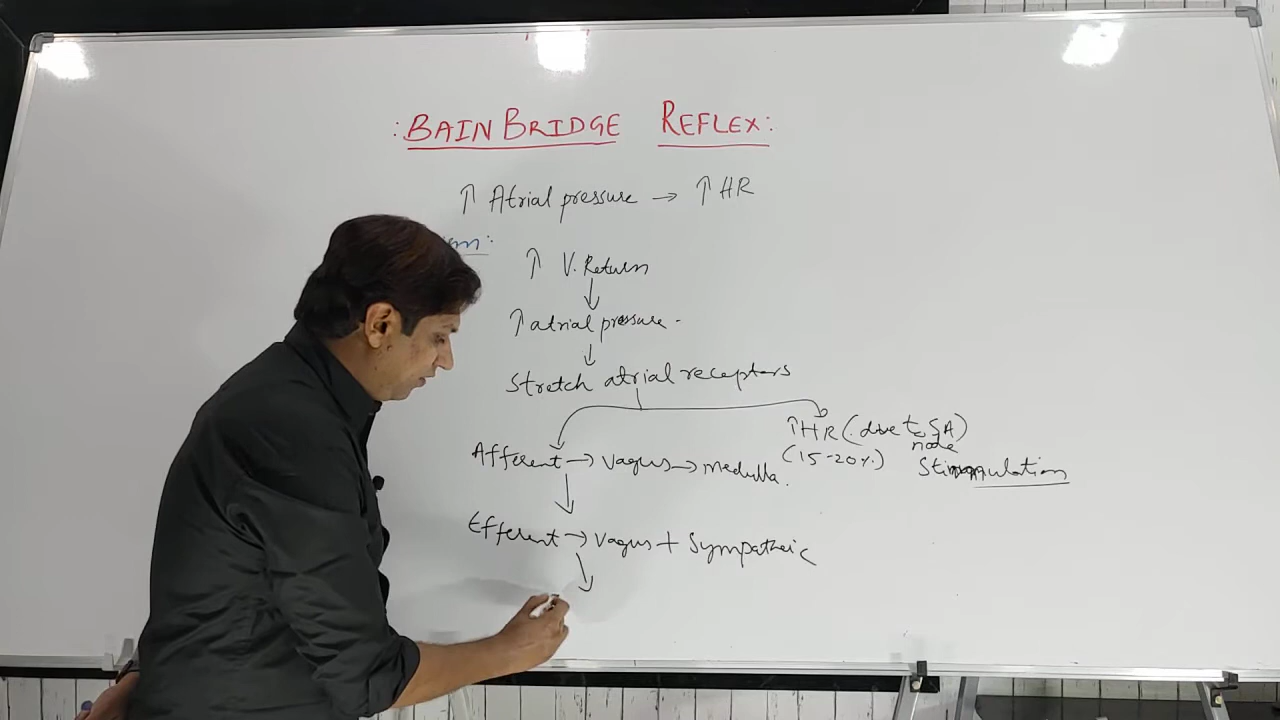 : BAIN BRIDGE REFLEX :
↑ Atrial pressure → ↑ HR
↑ V. Return
↓
↑ atrial pressure -
↓
Stretch atrial receptors
↑HR (due to SA)
node
(15-20%) Stimulation
Afferent → vagus → medulla.
↓
Efferent → vagus + Sympatheic
↓